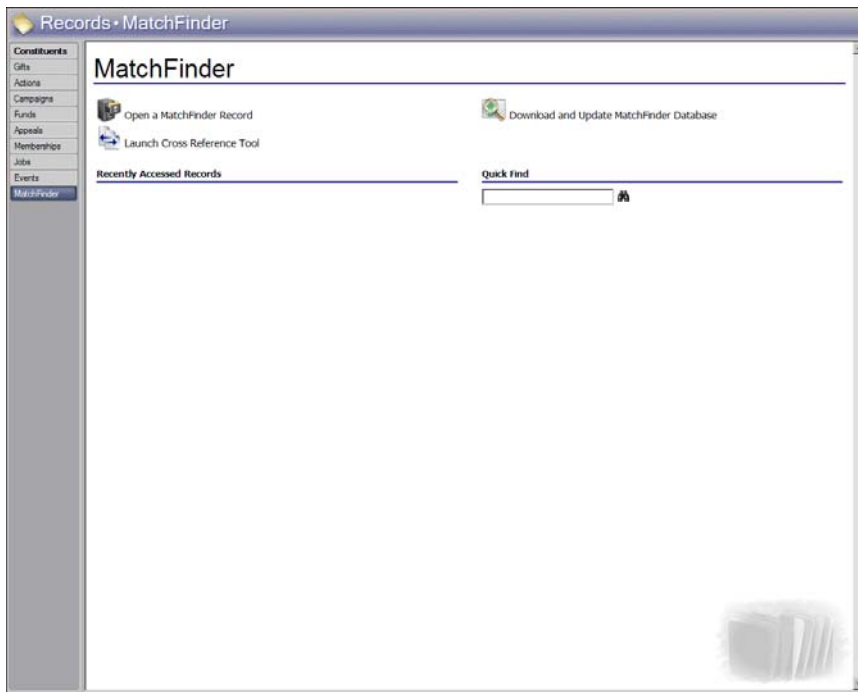 Records • MatchFinder
Constituents
Gifts
Actions
Campaigns
Funds
Appeals
Memberships
Jobs
Events
MatchFinder
MatchFinder
Open a MatchFinder Record
Download and Update MatchFinder Database
Launch Cross Reference Tool
Recently Accessed Records
Quick Find